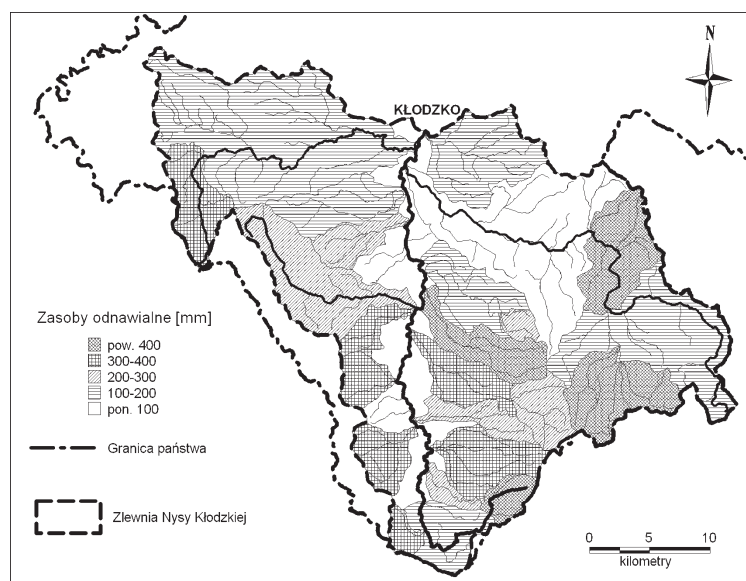 N
KŁODZKO
Zasoby odnawialne [mm]
pow. 400
300-400
200-300
100-200
pon. 100
Granica państwa
Zlewnia Nysy Kłodzkiej
0 5 10
kilometry